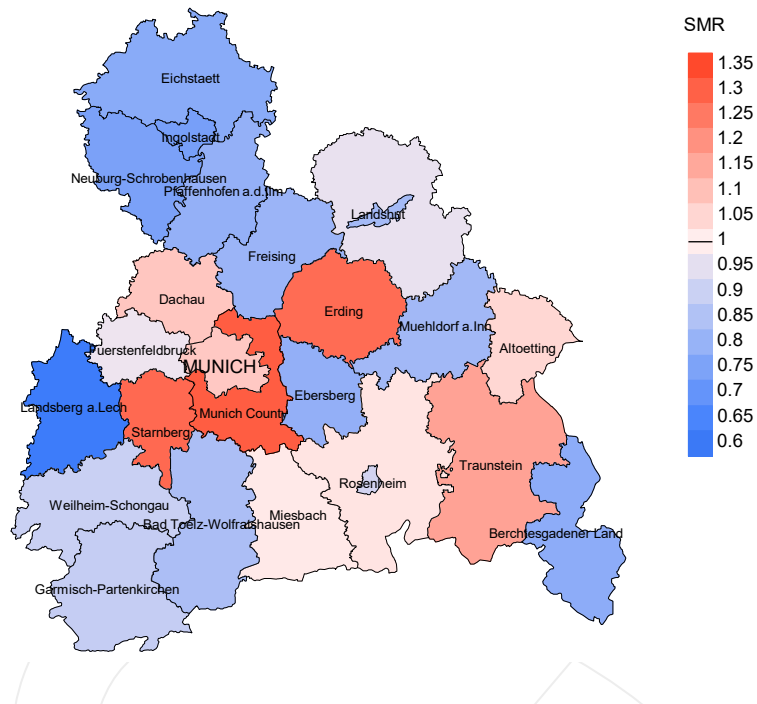 SMR
1.35
1.3
1.25
1.2
1.15
1.1
1.05
1
0.95
0.9
0.85
0.8
0.75
0.7
0.65
0.6
Eichstaett
Ingolstadt
Neuburg-Schrobenhausen
Pfaffenhofen a.d.Ilm
Landshut
Freising
Dachau
Erding
Muehldorf a.Inn
Altoetting
Fuerstenfeldbruck
MUNICH
Ebersberg
Landsberg a.Lech
Munich County
Starnberg
Traunstein
Rosenheim
Weilheim-Schongau
Miesbach
Bad Toelz-Wolfratshausen
Berchtesgadener Land
Garmisch-Partenkirchen